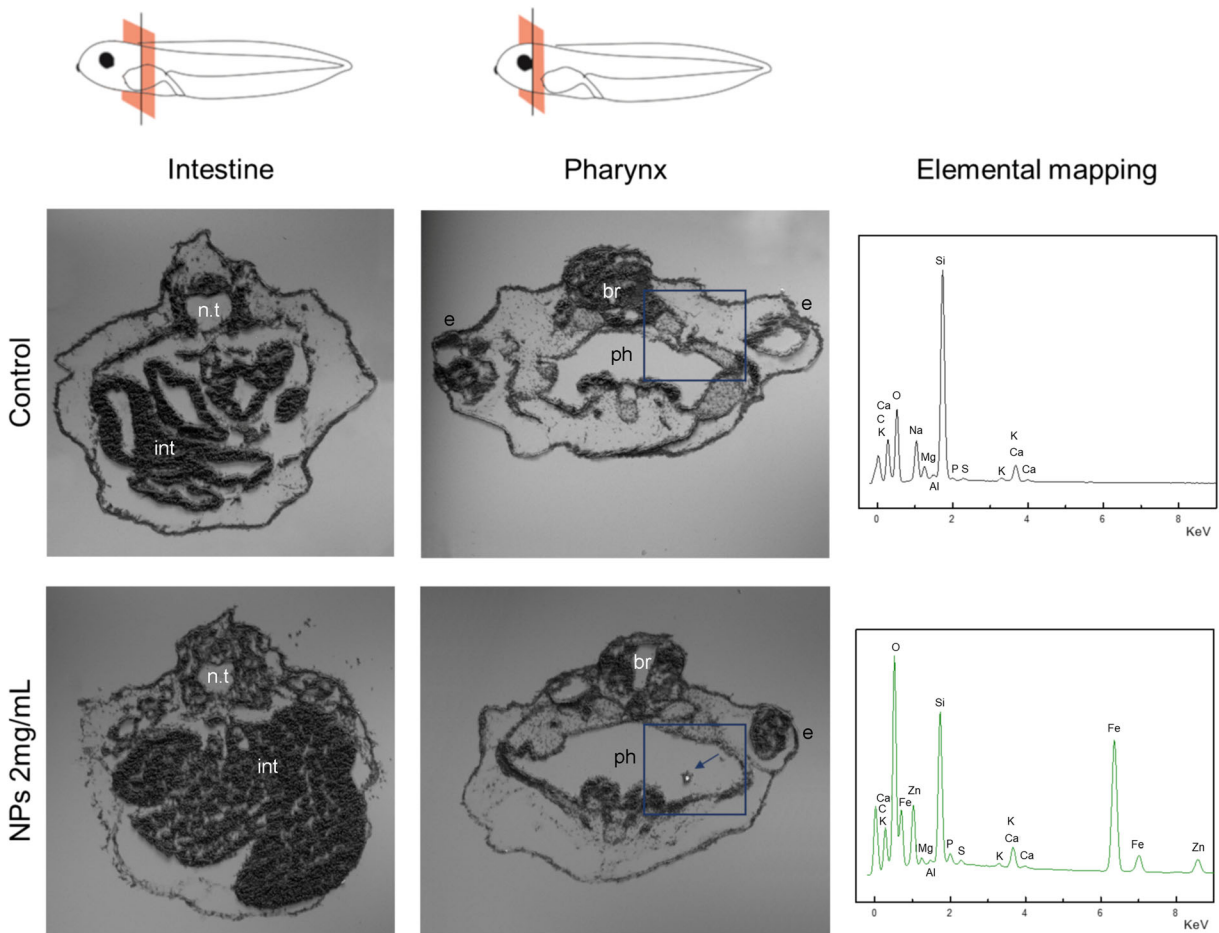 Intestine
Pharynx
Elemental mapping
Control
n.t
int
e
br
ph
e
Si
Ca
C
K
O
Na
Mg
Al
P S
K
K
Ca
Ca
0 2 4 6 8
KeV
NPs 2mg/mL
n.t
int
br
ph
e
O
Si
Fe
Ca
C
K
Fe
Zn
Mg
Al
P
S
K
K
Ca
Ca
Fe
Zn
0 2 4 6 8
KeV